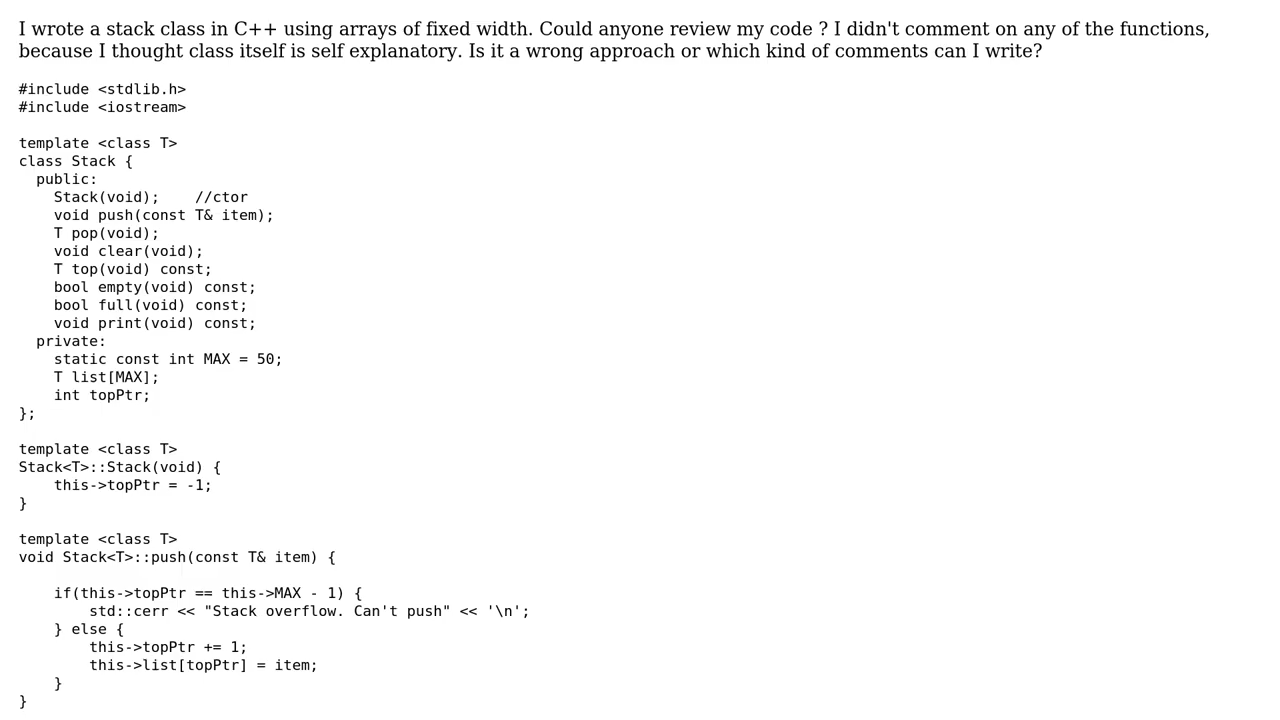 I wrote a stack class in C++ using arrays of fixed width. Could anyone review my code ? I didn't comment on any of the functions,
because I thought class itself is self explanatory. Is it a wrong approach or which kind of comments can I write?
#include <stdlib.h>
#include <iostream>
template <class T>
class Stack {
  public:
    Stack(void);    //ctor
    void push(const T& item);
    T pop(void);
    void clear(void);
    T top(void) const;
    bool empty(void) const;
    bool full(void) const;
    void print(void) const;
  private:
    static const int MAX = 50;
    T list[MAX];
    int topPtr;
};
template <class T>
Stack<T>::Stack(void) {
    this->topPtr = -1;
}
template <class T>
void Stack<T>::push(const T& item) {
    if(this->topPtr == this->MAX - 1) {
        std::cerr << "Stack overflow. Can't push" << '\n';
    } else {
        this->topPtr += 1;
        this->list[topPtr] = item;
    }
}